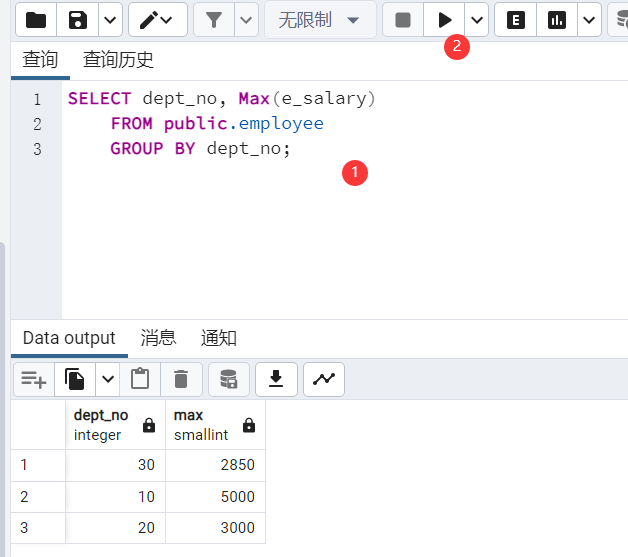 无限制
E
2
查询 查询历史
1 SELECT dept_no, Max(e_salary)
2 FROM public.employee
3 GROUP BY dept_no;
1
Data output 消息 通知
dept_no max
integer smallint
1 30 2850
2 10 5000
3 20 3000